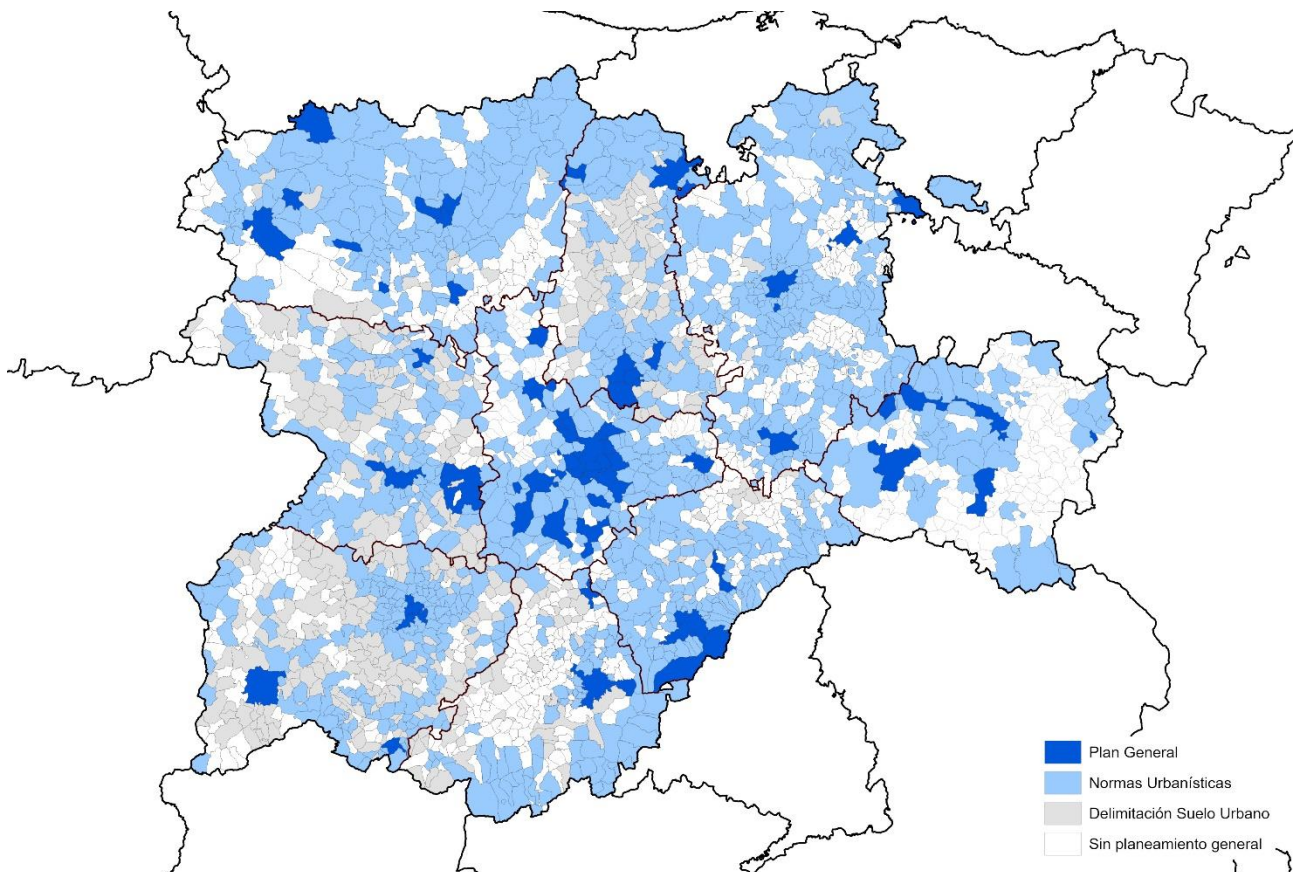 Plan General
Normas Urbanísticas
Delimitación Suelo Urbano
Sin planeamiento general